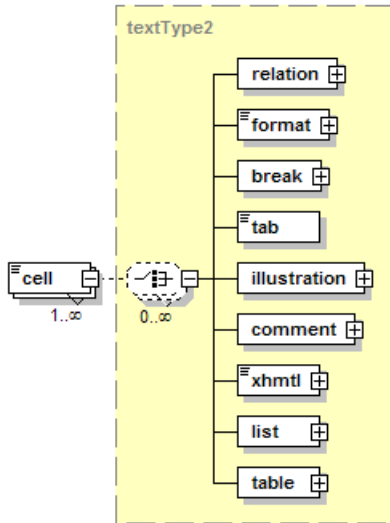 textType2
relation
format
break
tab
cell
illustration
1..∞
0..∞
comment
xhmtl
list
table